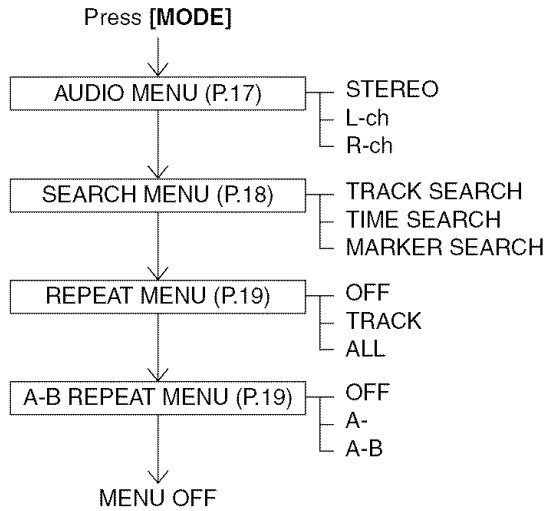 Press [MODE]
AUDIO MENU (P.17)
STEREO
L-ch
R-ch
SEARCH MENU (P.18)
TRACK SEARCH
TIME SEARCH
MARKER SEARCH
REPEAT MENU (P.19)
OFF
TRACK
ALL
A-B REPEAT MENU (P.19)
OFF
A-
A-B
MENU OFF